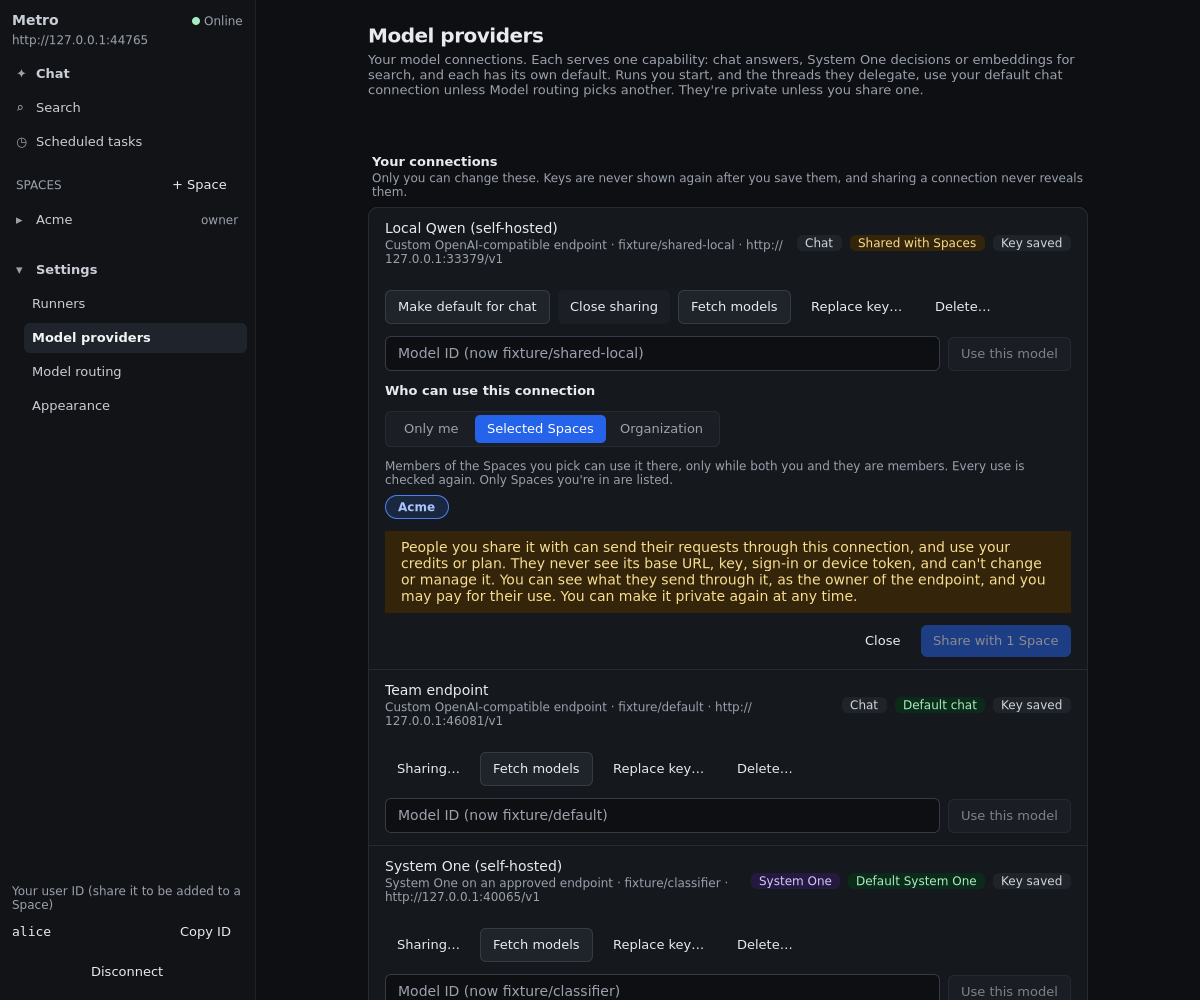 Metro
Online
http://127.0.0.1:44765
Chat
Search
Scheduled tasks
SPACES
+ Space
Acme
owner
Settings
Runners
Model providers
Model routing
Appearance
Your user ID (share it to be added to a
Space)
alice
Copy ID
Disconnect
Model providers
Your model connections. Each serves one capability: chat answers, System One decisions or embeddings for
search, and each has its own default. Runs you start, and the threads they delegate, use your default chat
connection unless Model routing picks another. They're private unless you share one.
Your connections
Only you can change these. Keys are never shown again after you save them, and sharing a connection never reveals
them.
Local Qwen (self-hosted)
Custom OpenAI-compatible endpoint · fixture/shared-local · http://
127.0.0.1:33379/v1
Chat
Shared with Spaces
Key saved
Make default for chat
Close sharing
Fetch models
Replace key…
Delete…
Model ID (now fixture/shared-local)
Use this model
Who can use this connection
Only me
Selected Spaces
Organization
Members of the Spaces you pick can use it there, only while both you and they are members. Every use is
checked again. Only Spaces you're in are listed.
Acme
People you share it with can send their requests through this connection, and use your
credits or plan. They never see its base URL, key, sign-in or device token, and can't change
or manage it. You can see what they send through it, as the owner of the endpoint, and you
may pay for their use. You can make it private again at any time.
Close
Share with 1 Space
Team endpoint
Custom OpenAI-compatible endpoint · fixture/default · http://
127.0.0.1:46081/v1
Chat
Default chat
Key saved
Sharing…
Fetch models
Replace key…
Delete…
Model ID (now fixture/default)
Use this model
System One (self-hosted)
System One on an approved endpoint · fixture/classifier ·
http://127.0.0.1:40065/v1
System One
Default System One
Key saved
Sharing…
Fetch models
Replace key…
Delete…
Model ID (now fixture/classifier)
Use this model